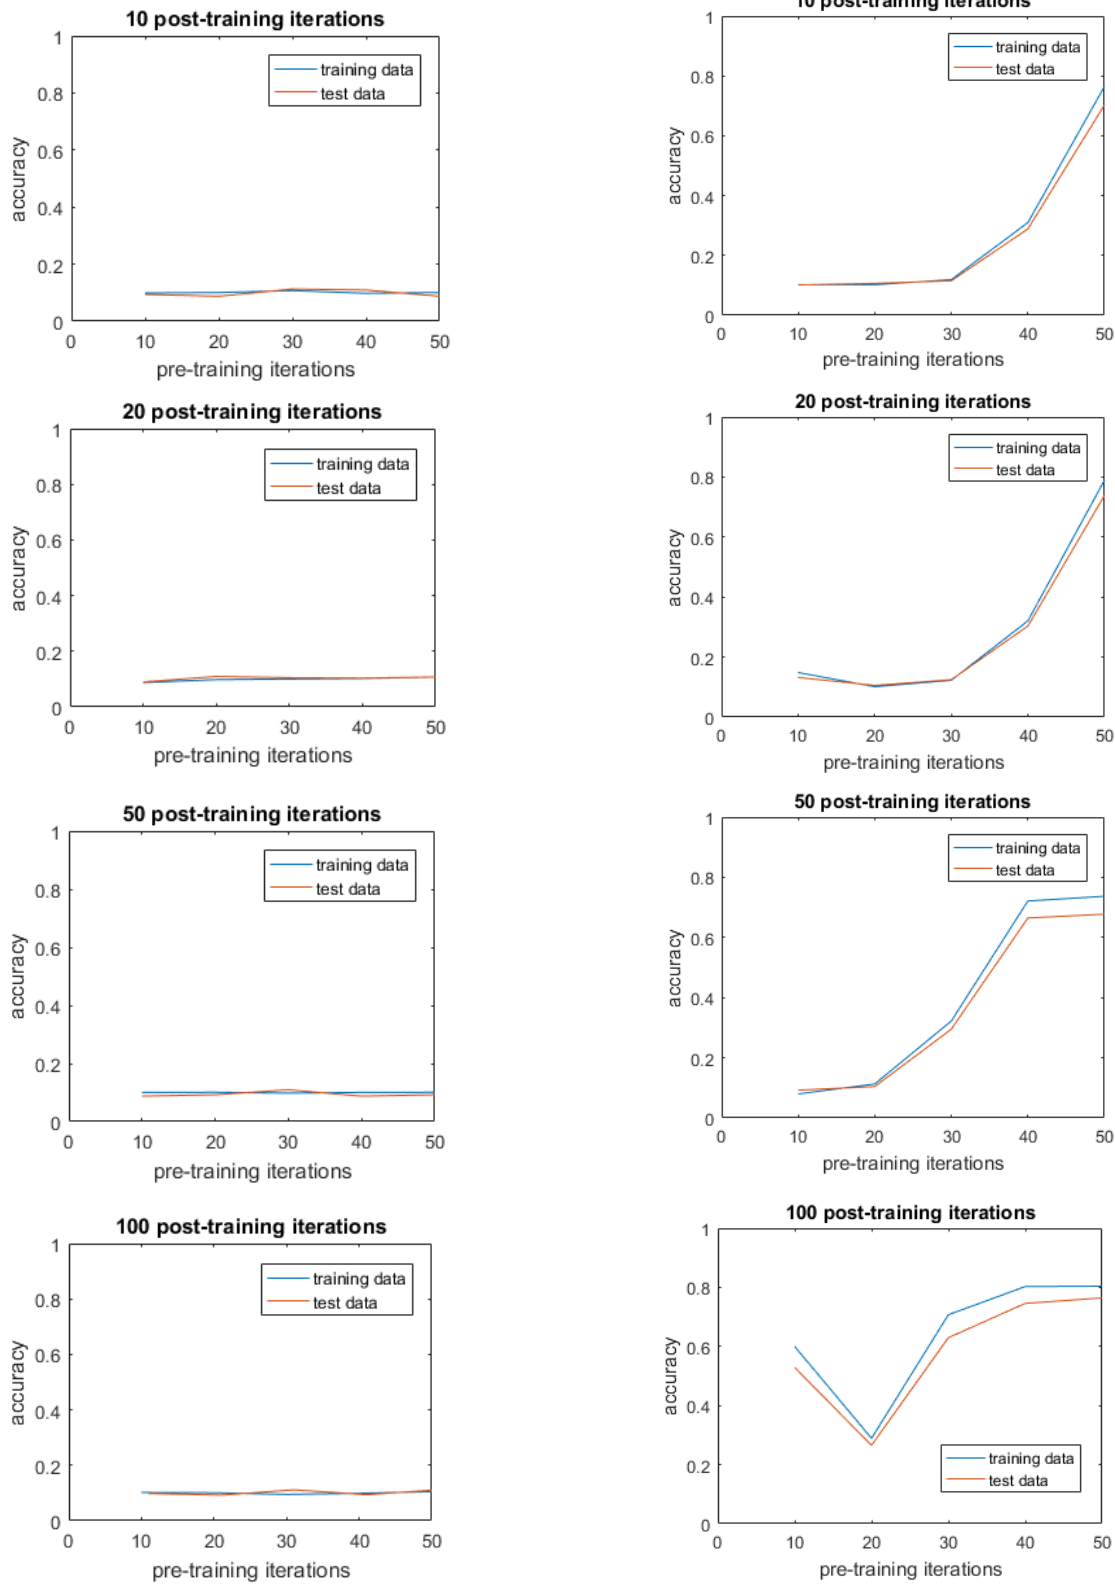 10 post-training iterations
1
0.8
0.6
0.4
0.2
0
accuracy
training data
test data
0 10 20 30 40 50
pre-training iterations
10 post-training iterations
1
0.8
0.6
0.4
0.2
0
accuracy
training data
test data
0 10 20 30 40 50
pre-training iterations
20 post-training iterations
1
0.8
0.6
0.4
0.2
0
accuracy
training data
test data
0 10 20 30 40 50
pre-training iterations
20 post-training iterations
1
0.8
0.6
0.4
0.2
0
accuracy
training data
test data
0 10 20 30 40 50
pre-training iterations
50 post-training iterations
1
0.8
0.6
0.4
0.2
0
accuracy
training data
test data
0 10 20 30 40 50
pre-training iterations
50 post-training iterations
1
0.8
0.6
0.4
0.2
0
accuracy
training data
test data
0 10 20 30 40 50
pre-training iterations
100 post-training iterations
1
0.8
0.6
0.4
0.2
0
accuracy
training data
test data
0 10 20 30 40 50
pre-training iterations
100 post-training iterations
1
0.8
0.6
0.4
0.2
0
accuracy
training data
test data
0 10 20 30 40 50
pre-training iterations